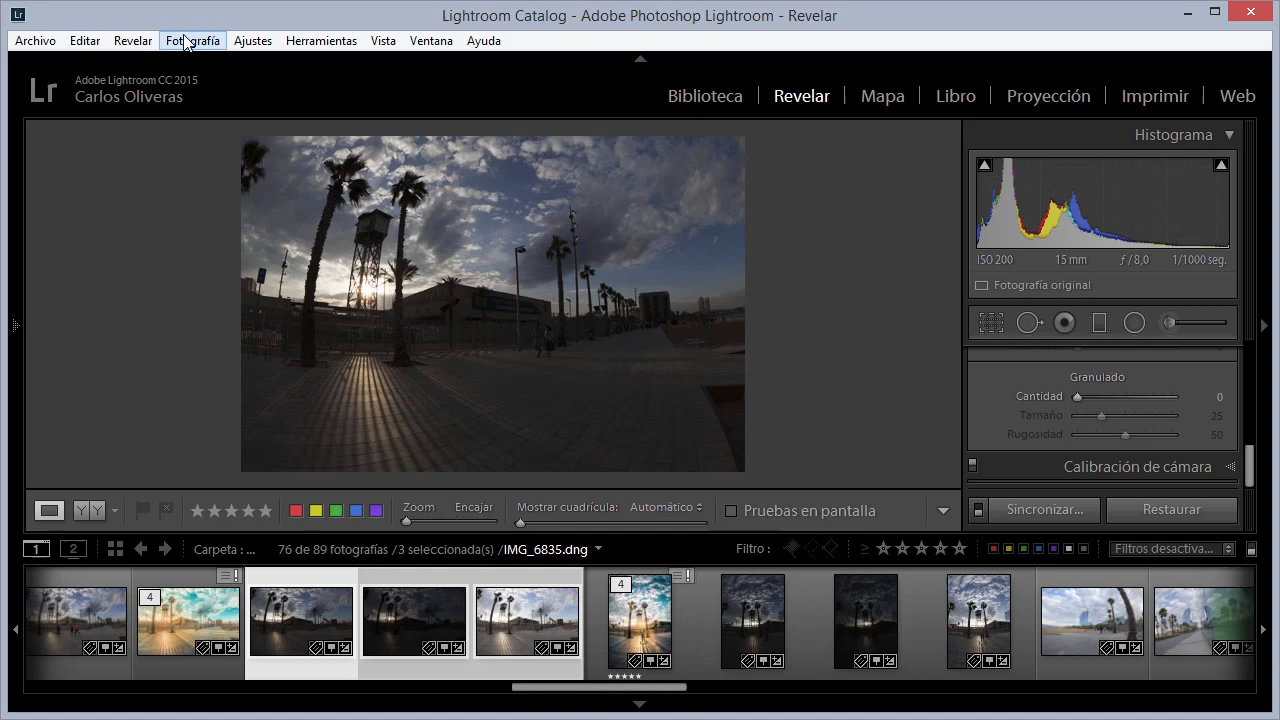 Lr
Lightroom Catalog - Adobe Photoshop Lightroom - Revelar
Archivo Editar Revelar Fotografía Ajustes Herramientas Vista Ventana Ayuda
Lr
Adobe Lightroom CC 2015
Carlos Oliveras
Biblioteca Revelar Mapa Libro Proyección Imprimir Web
Histograma
ISO 200 15 mm ƒ / 8,0 1/1000 seg.
Fotografía original
Granulado
Cantidad 0
Tamaño 25
Rugosidad 50
Calibración de cámara
Zoom Encajar Mostrar cuadrícula: Automático Pruebas en pantalla
Sincronizar... Restaurar
1 2 Carpeta : ... 76 de 89 fotografías /3 seleccionada(s) /IMG_6835.dng Filtro : Filtros desactiva...
4
4